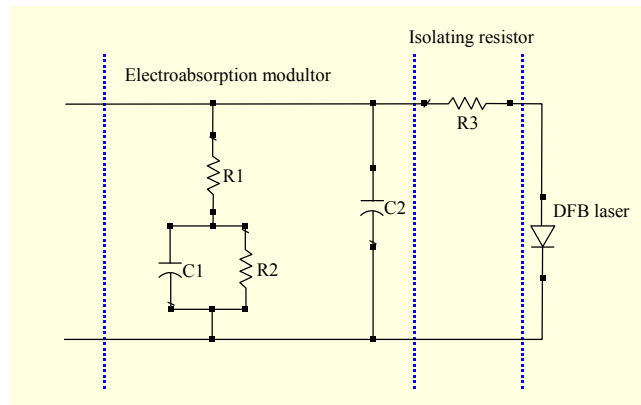 Isolating resistor
Electroabsorption modultor
R3
R1
C2
DFB laser
C1
R2